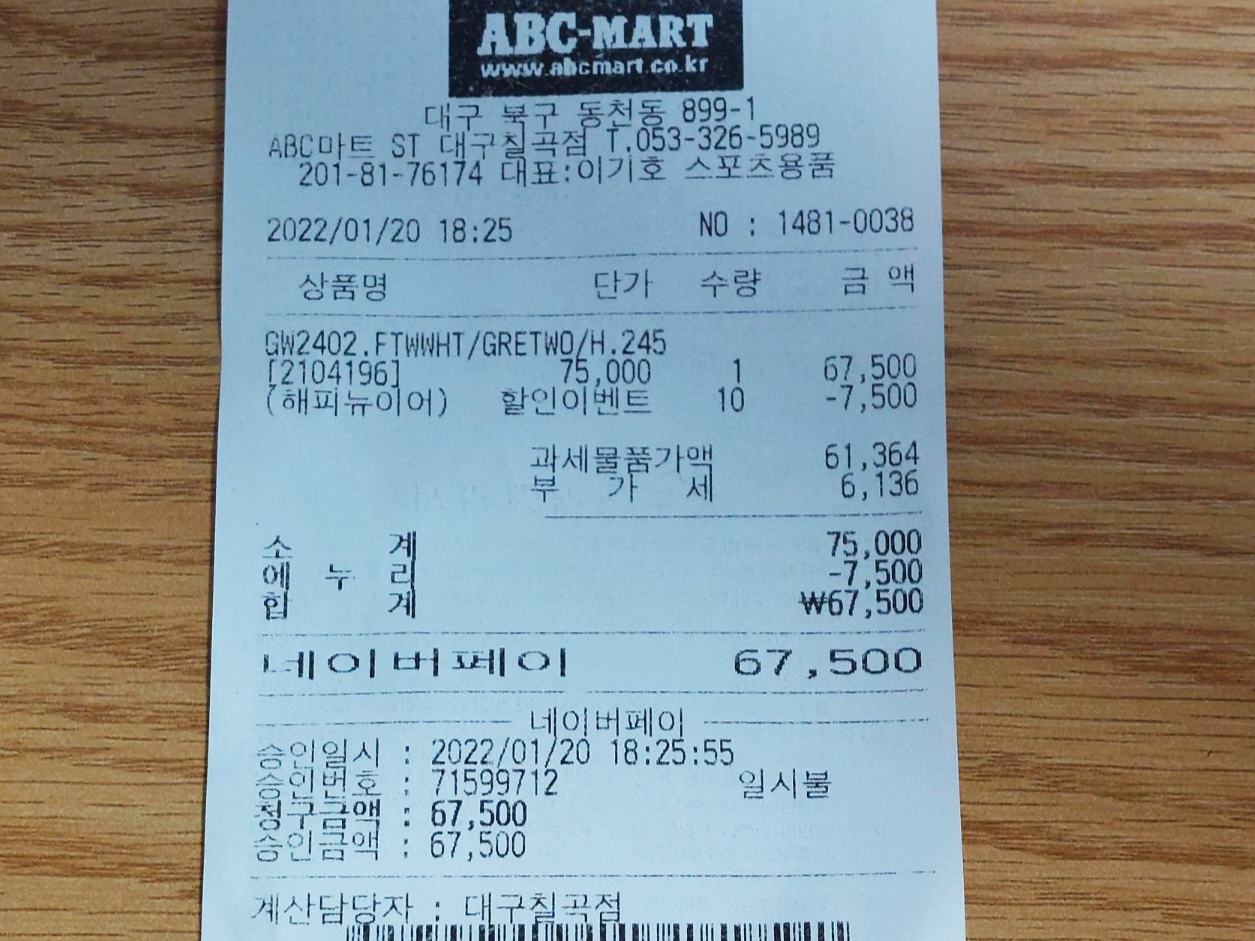 ABC-MART
www.abcmart.co.kr
대구 북구 동천동 899-1
ABC마트 ST 대구칠곡점 T.053-326-5989
201-81-76174 대표:이기호 스포츠용품
2022/01/20 18:25 NO : 1481-0038
상품명 단가 수량 금 액
GW2402.FTWWHT/GRETWO/H.245
[2104196] 75,000 1 67,500
(해피뉴이어) 할인이벤트 10 -7,500
과세물품가액 61,364
부 가 세 6,136
소 계 75,000
에 누 리 -7,500
합 계 ₩67,500
네이버페이 67,500
네이버페이
승인일시 : 2022/01/20 18:25:55
승인번호 : 71599712 일시불
청구금액 : 67,500
승인금액 : 67,500
계산담당자 : 대구칠곡점